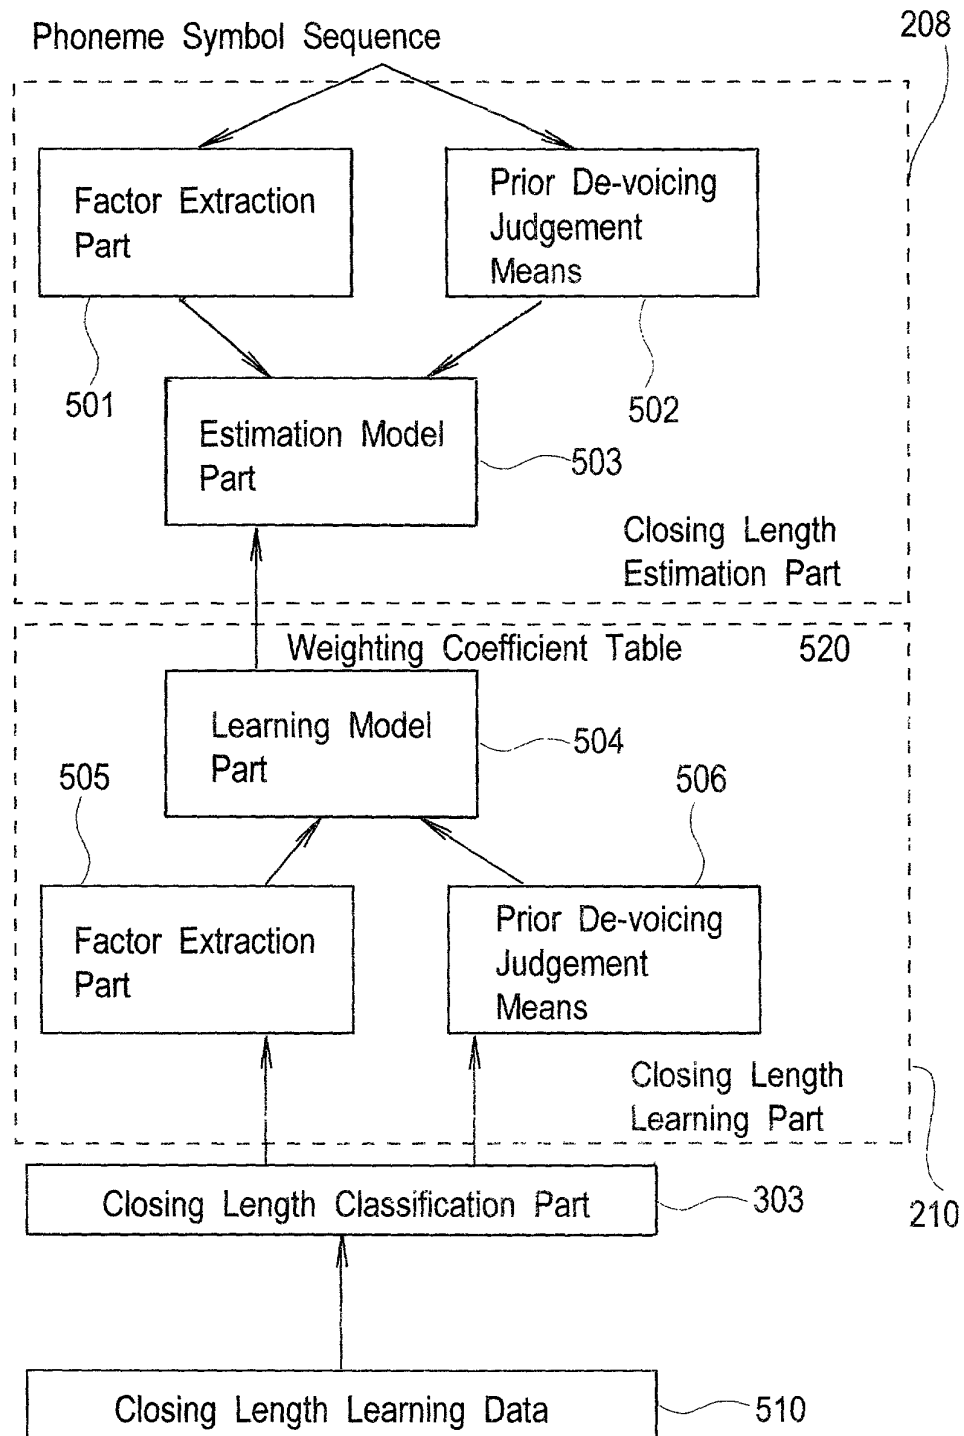 Phoneme Symbol Sequence
208
Factor Extraction
Part
Prior De-voicing
Judgement
Means
501
502
Estimation Model
Part
503
Closing Length
Estimation Part
Weighting Coefficient Table
520
Learning Model
Part
504
505
506
Factor Extraction
Part
Prior De-voicing
Judgement
Means
Closing Length
Learning Part
Closing Length Classification Part
303
210
Closing Length Learning Data
510